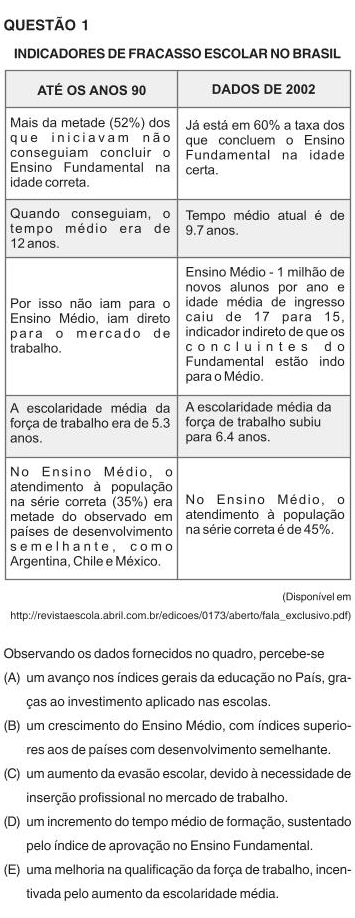 QUESTÃO 1
INDICADORES DE FRACASSO ESCOLAR NO BRASIL
ATÉ OS ANOS 90
DADOS DE 2002
Mais da metade (52%) dos
que iniciavam não
conseguiam concluir o
Ensino Fundamental na
idade correta.
Já está em 60% a taxa dos
que concluem o Ensino
Fundamental na idade
certa.
Quando conseguiam, o
tempo médio era de
12 anos.
Tempo médio atual é de
9.7 anos.
Por isso não iam para o
Ensino Médio, iam direto
para o mercado de
trabalho.
Ensino Médio - 1 milhão de
novos alunos por ano e
idade média de ingresso
caiu de 17 para 15,
indicador indireto de que os
concluintes do
Fundamental estão indo
para o Médio.
A escolaridade média da
força de trabalho era de 5.3
anos.
A escolaridade média da
força de trabalho subiu
para 6.4 anos.
No Ensino Médio, o
atendimento à população
na série correta (35%) era
metade do observado em
países de desenvolvimento
semelhante, como
Argentina, Chile e México.
No Ensino Médio, o
atendimento à população
na série correta é de 45%.
(Disponível em
http://revistaescola.abril.com.br/edicoes/0173/aberto/fala_exclusivo.pdf)
Observando os dados fornecidos no quadro, percebe-se
(A) um avanço nos índices gerais da educação no País, gra-
ças ao investimento aplicado nas escolas.
(B) um crescimento do Ensino Médio, com índices superio-
res aos de países com desenvolvimento semelhante.
(C) um aumento da evasão escolar, devido à necessidade de
inserção profissional no mercado de trabalho.
(D) um incremento do tempo médio de formação, sustentado
pelo índice de aprovação no Ensino Fundamental.
(E) uma melhoria na qualificação da força de trabalho, incen-
tivada pelo aumento da escolaridade média.